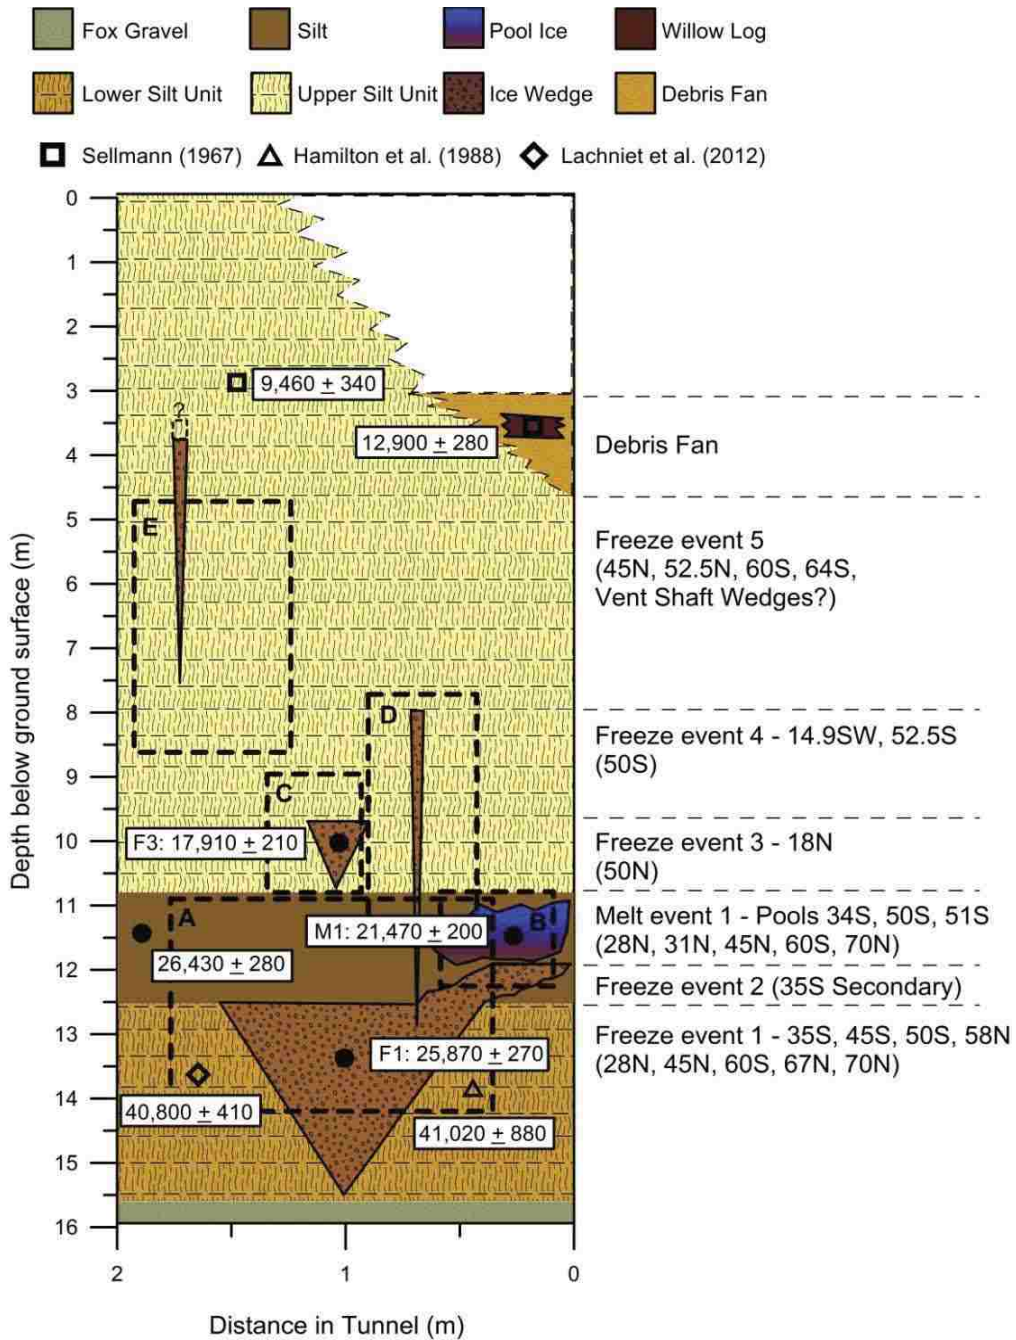 Fox Gravel Silt Pool Ice Willow Log
Lower Silt Unit Upper Silt Unit Ice Wedge Debris Fan
Sellmann (1967) Hamilton et al. (1988) Lachniet et al. (2012)
0
1
2
3
4
5
6
7
8
9
10
11
12
13
14
15
16
Depth below ground surface (m)
9,460 ± 340
12,900 ± 280
?
E
D
C
F3: 17,910 ± 210
A
M1: 21,470 ± 200
B
26,430 ± 280
F1: 25,870 ± 270
40,800 ± 410
41,020 ± 880
Debris Fan
Freeze event 5
(45N, 52.5N, 60S, 64S,
Vent Shaft Wedges?)
Freeze event 4 - 14.9SW, 52.5S
(50S)
Freeze event 3 - 18N
(50N)
Melt event 1 - Pools 34S, 50S, 51S
(28N, 31N, 45N, 60S, 70N)
Freeze event 2 (35S Secondary)
Freeze event 1 - 35S, 45S, 50S, 58N
(28N, 45N, 60S, 67N, 70N)
2 1 0
Distance in Tunnel (m)